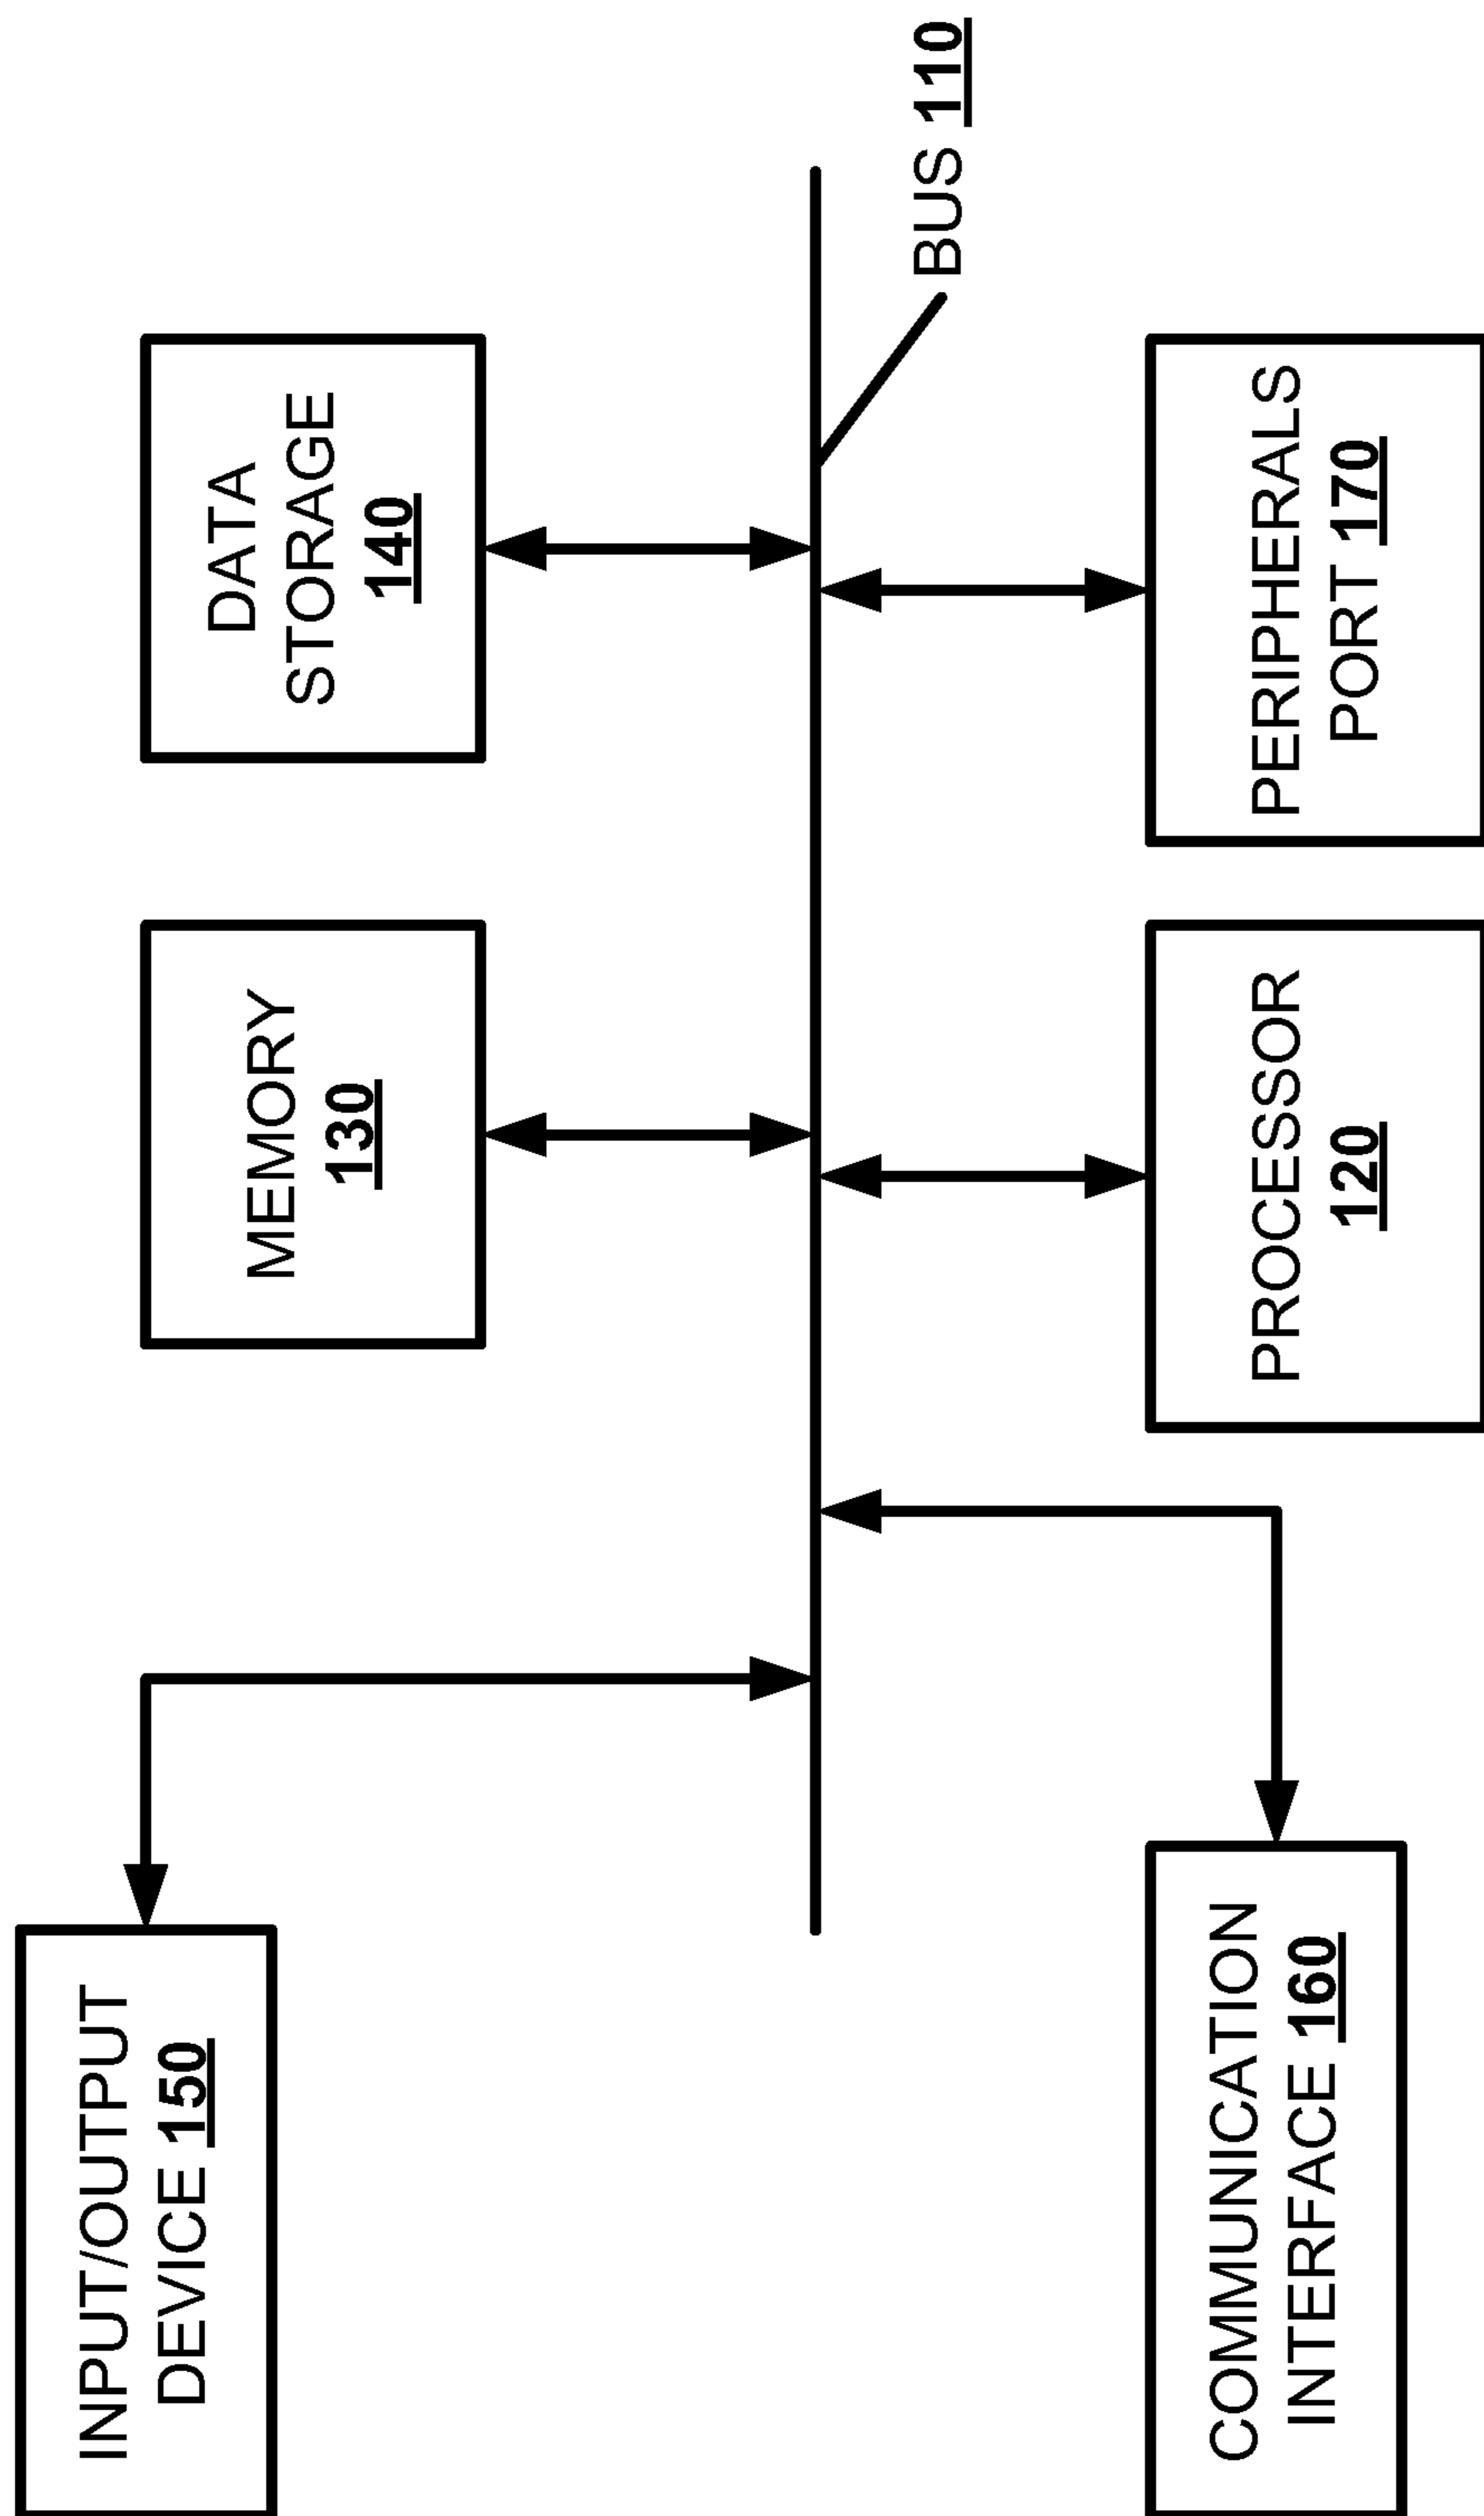 INPUT/OUTPUT
DEVICE 150
MEMORY
130
DATA
STORAGE
140
BUS 110
COMMUNICATION
INTERFACE 160
PROCESSOR
120
PERIPHERALS
PORT 170